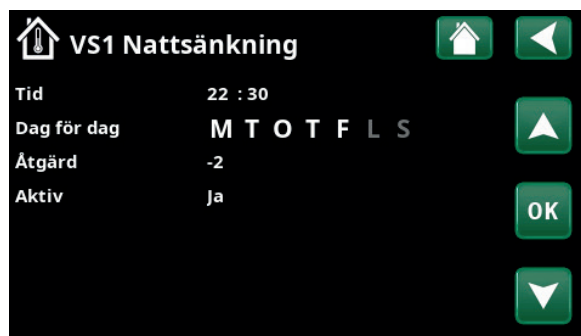 VS1 Nattsänkning
Tid 22 : 30
Dag för dag M T O T F L S
Åtgärd -2
Aktiv Ja
OK